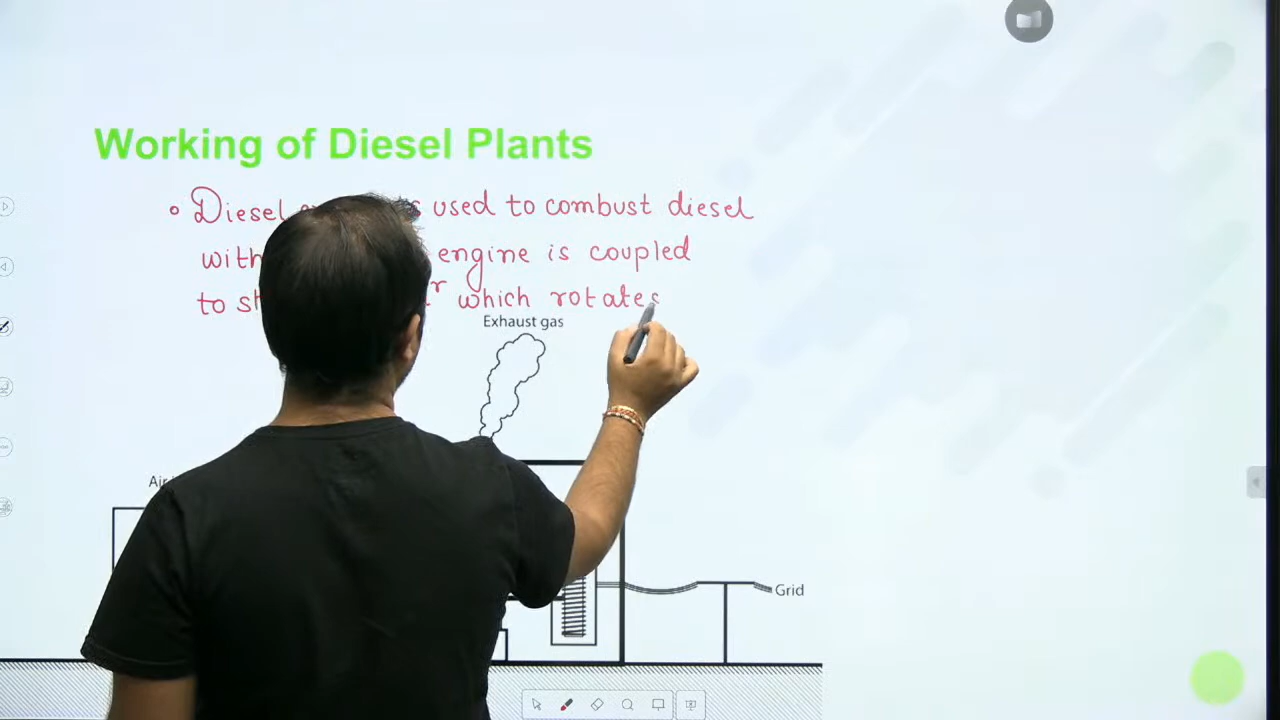 Working of Diesel Plants
Diesel used to combust diesel
with engine is coupled
to which rotates
Exhaust gas
Air
Grid